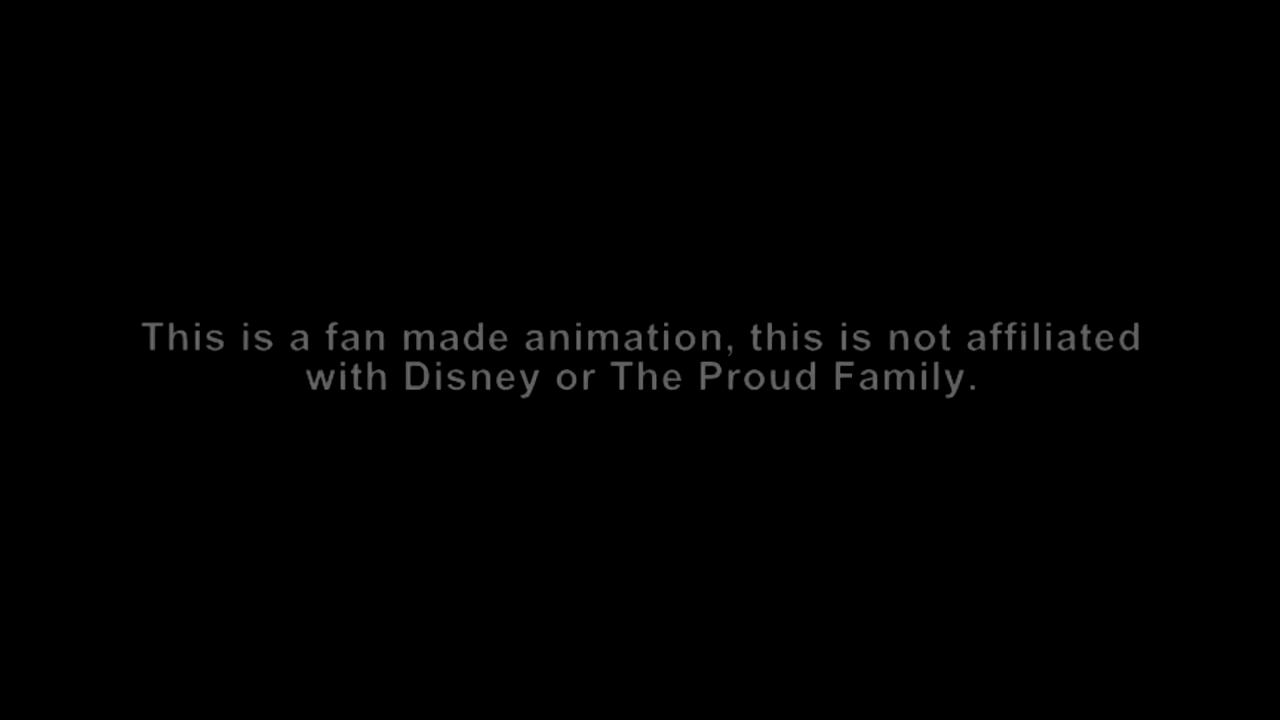 This is a fan made animation, this is not affiliated
with Disney or The Proud Family.